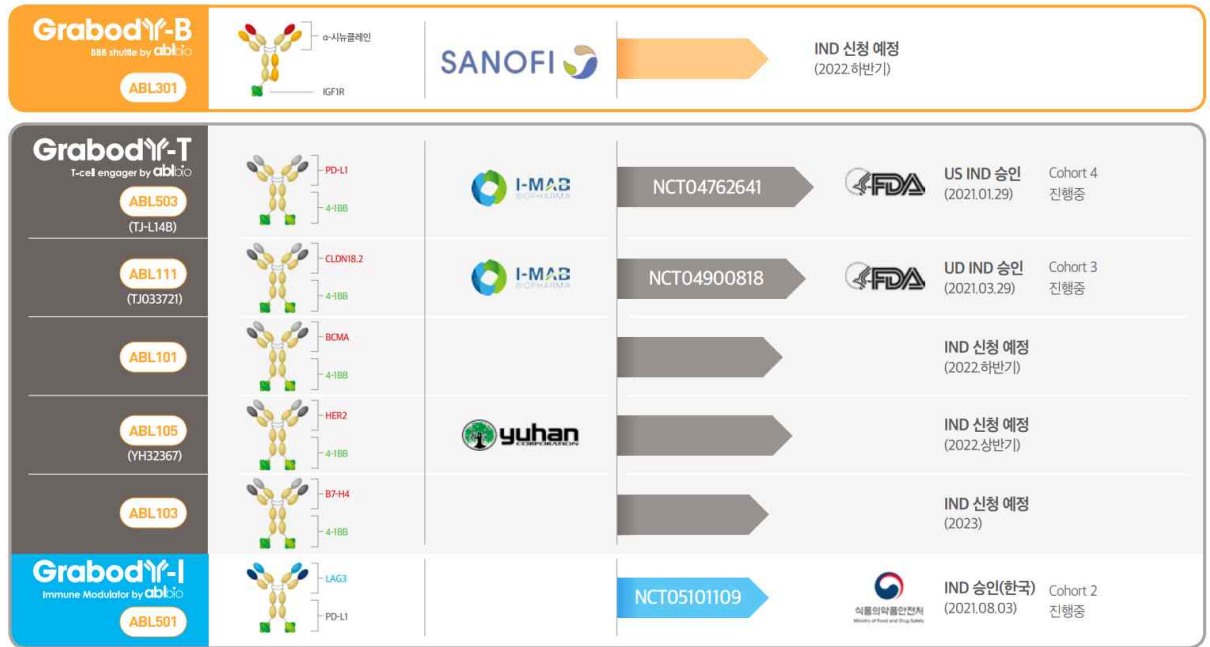 Grabody-B
BBB shuttle by ablbio
ABL301
α-시뉴클레인
IGF1R
SANOFI
IND 신청 예정
(2022.하반기)
Grabody-T
T-cell engager by ablbio
ABL503
(TJ-L14B)
PD-L1
4-1BB
I-MAB
BIOPHARMA
NCT04762641
FDA
US IND 승인
(2021.01.29)
Cohort 4
진행중
ABL111
(TJ033721)
CLDN18.2
4-1BB
I-MAB
BIOPHARMA
NCT04900818
FDA
UD IND 승인
(2021.03.29)
Cohort 3
진행중
ABL101
BCMA
4-1BB
IND 신청 예정
(2022.하반기)
ABL105
(YH32367)
HER2
4-1BB
yuhan
CORPORATION
IND 신청 예정
(2022.상반기)
ABL103
B7-H4
4-1BB
IND 신청 예정
(2023)
Grabody-I
Immune Modulator by ablbio
ABL501
LAG3
PD-L1
NCT05101109
식품의약품안전처
Ministry of Food and Drug Safety
IND 승인(한국)
(2021.08.03)
Cohort 2
진행중